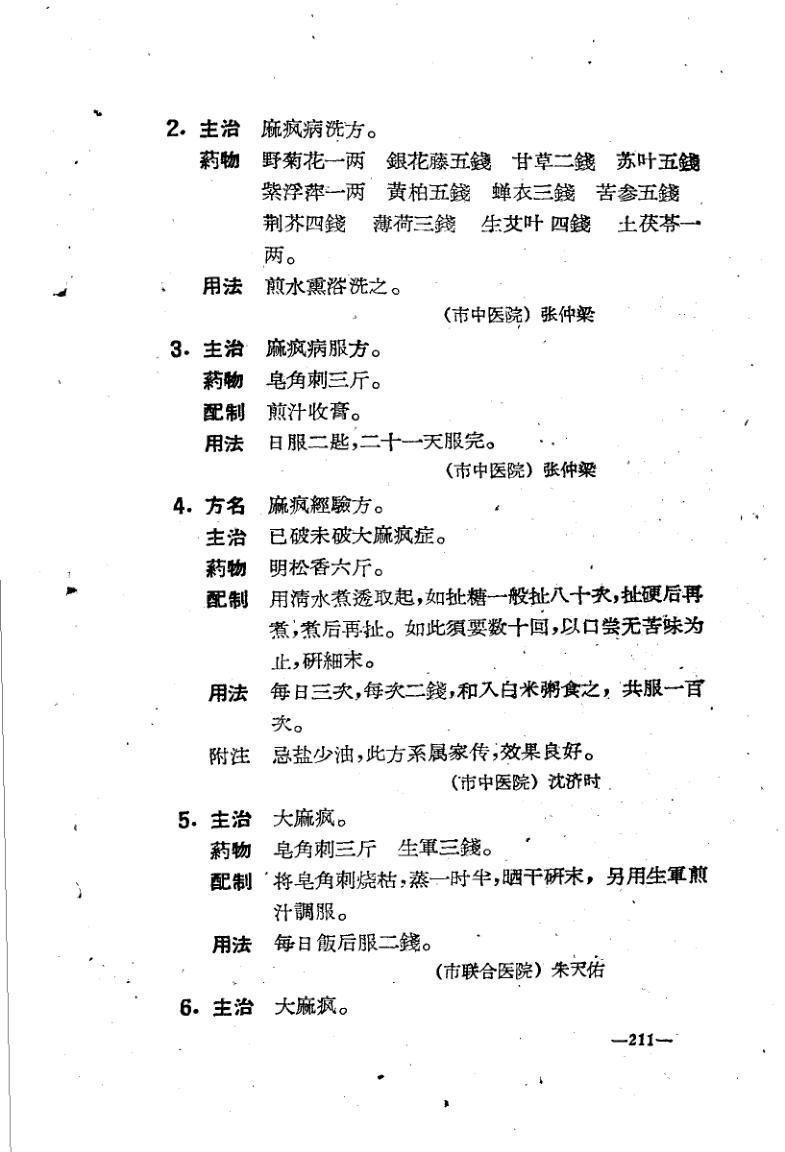 2. 主治 麻疯病洗方。
葯物 野菊花一两 銀花藤五錢 甘草二錢 苏叶五錢
紫浮萍一两 黄柏五錢 蝉衣三錢 苦参五錢
荆芥四錢 薄荷三錢 生艾叶四錢 土茯苓一
两。
用法 煎水熏浴洗之。
(市中医院) 张仲梁
3. 主治 麻疯病服方。
葯物 皂角刺三斤。
配制 煎汁收膏。
用法 日服二匙,二十一天服完。
(市中医院) 张仲梁
4. 方名 麻疯經驗方。
主治 已破未破大麻疯症。
葯物 明松香六斤。
配制 用清水煮透取起,如扯糖一般扯八十次,扯硬后再
煮,煮后再扯。如此須要数十回,以口尝无苦味为
止,研細末。
用法 每日三次,每次二錢,和入白米粥食之,共服一百
次。
附注 忌盐少油,此方系属家传,效果良好。
(市中医院) 沈济时
5. 主治 大麻疯。
葯物 皂角刺三斤 生軍三錢。
配制 将皂角刺烧枯,蒸一时半,晒干研末,另用生軍煎
汁調服。
用法 每日飯后服二錢。
(市联合医院) 朱天佑
6. 主治 大麻疯。
—211—